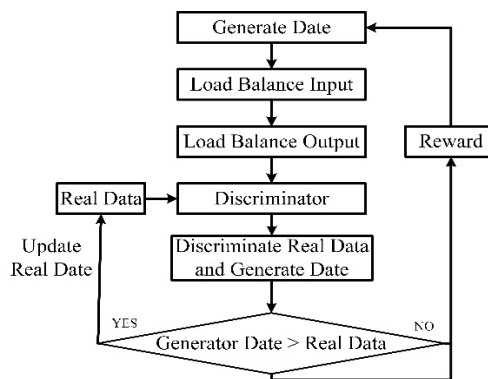 Generate Date
Load Balance Input
Load Balance Output
Reward
Real Data
Discriminator
Update
Real Date
Discriminate Real Data
and Generate Date
YES
NO
Generator Date > Real Data